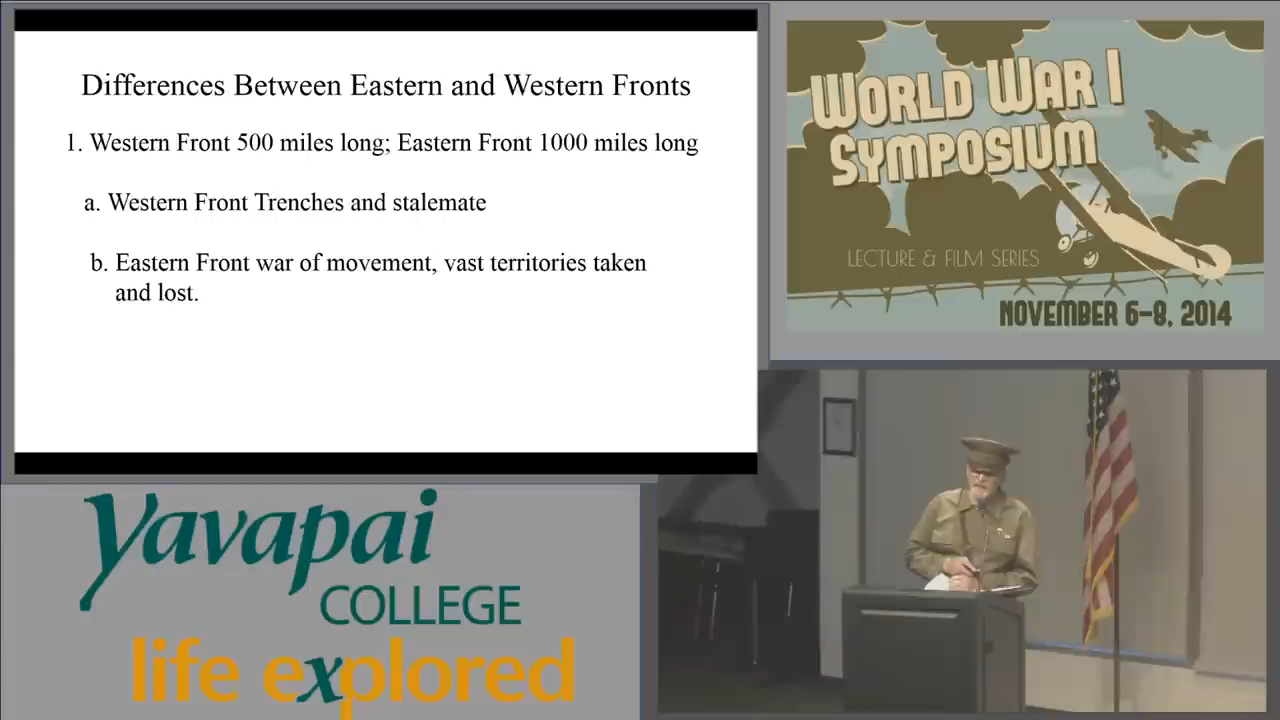 Differences Between Eastern and Western Fronts
1. Western Front 500 miles long; Eastern Front 1000 miles long
a. Western Front Trenches and stalemate
b. Eastern Front war of movement, vast territories taken
and lost.
WORLD WAR I
SYMPOSIUM
LECTURE & FILM SERIES
NOVEMBER 6-8, 2014
Yavapai
COLLEGE
life explored